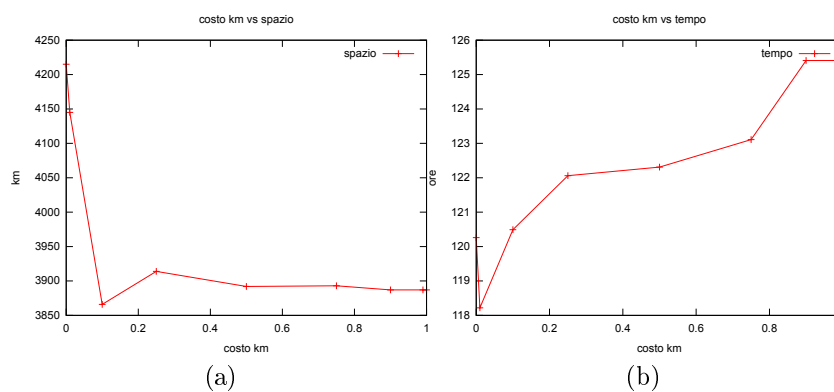 costo km vs spazio
4250
4200
4150
4100
4050
4000
3950
3900
3850
km
spazio
0
0.2
0.4
0.6
0.8
1
costo km
(a)
costo km vs tempo
126
125
124
123
122
121
120
119
118
ore
tempo
0
0.2
0.4
0.6
0.8
costo km
(b)